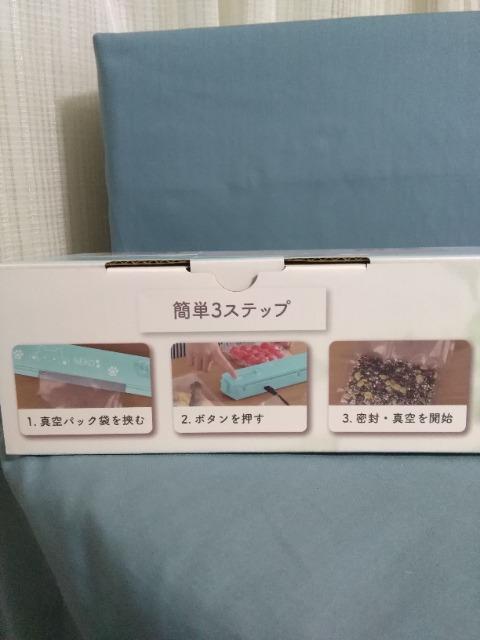 簡単3ステップ
NEKO
1. 真空パック袋を挟む
2. ボタンを押す
3. 密封・真空を開始